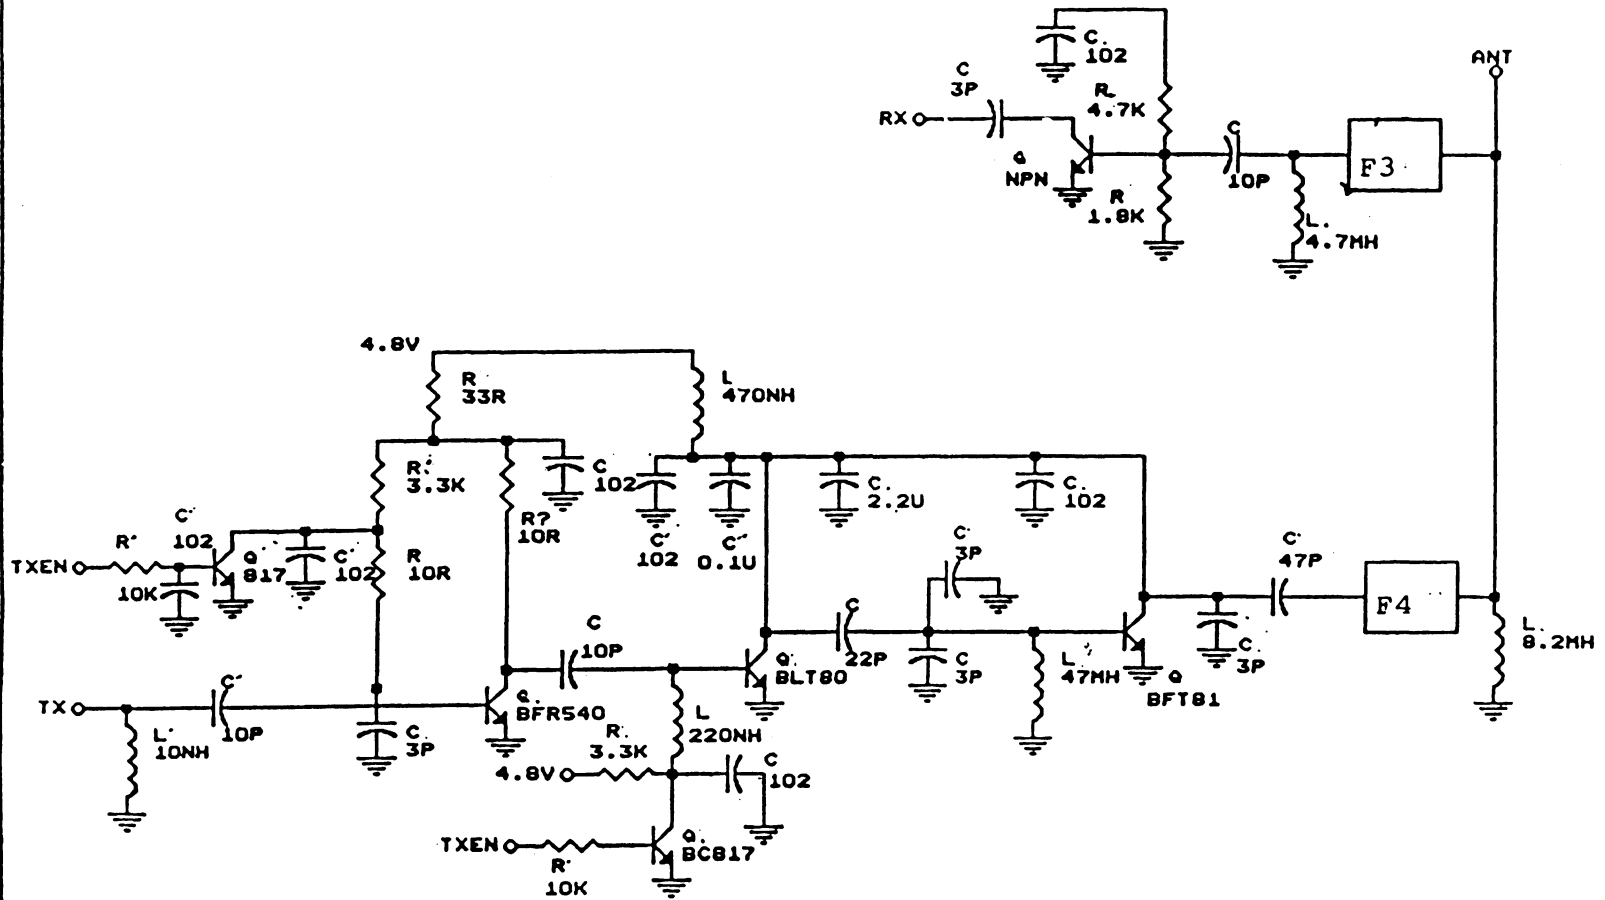 C.
102
ANT
C
3P
R.
4.7K
RX
C
10P
Q
NPN
R
1.8K
F3
L.
4.7MH
4.8V
R
33R
L
470NH
R.
3.3K
C
102
C
102
C
0.1U
C.
2.2U
C.
102
R?
10R
C
102
R
10K
TXEN
Q
817
C
102
R
10R
C
3P
C
47P
F4
C
10P
C
22P
Q.
BLT80
C
3P
L
47MH
Q
BFT81
C.
3P
L.
8.2MH
TX
C
10P
L
10NH
C.
3P
Q.
BFR540
L
220NH
R.
3.3K
4.8V
C
102
TXEN
R
10K
Q.
BC817